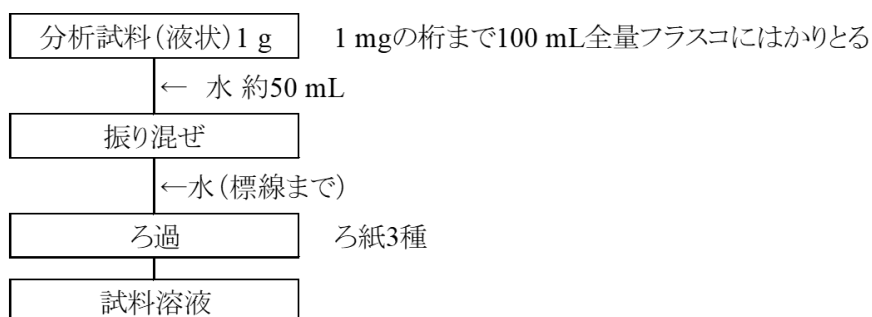 分析試料(液状)1 g 1 mgの桁まで100 mL全量フラスコにはかりとる
← 水 約50 mL
振り混ぜ
←水(標線まで)
ろ過 ろ紙3種
試料溶液